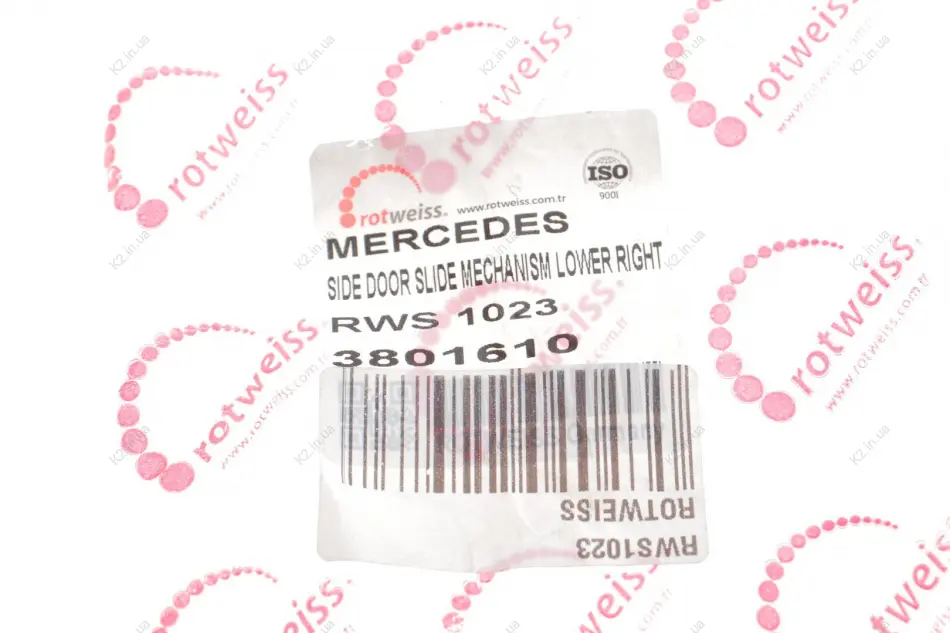 rotweiss. www.rotweiss.com.tr
ISO
9001
MERCEDES
SIDE DOOR SLIDE MECHANISM LOWER RIGHT
RWS 1023
3801610
ROTWEISS
RWS1023
rotweiss.
www.rotweiss.com.tr
K2.in.ua